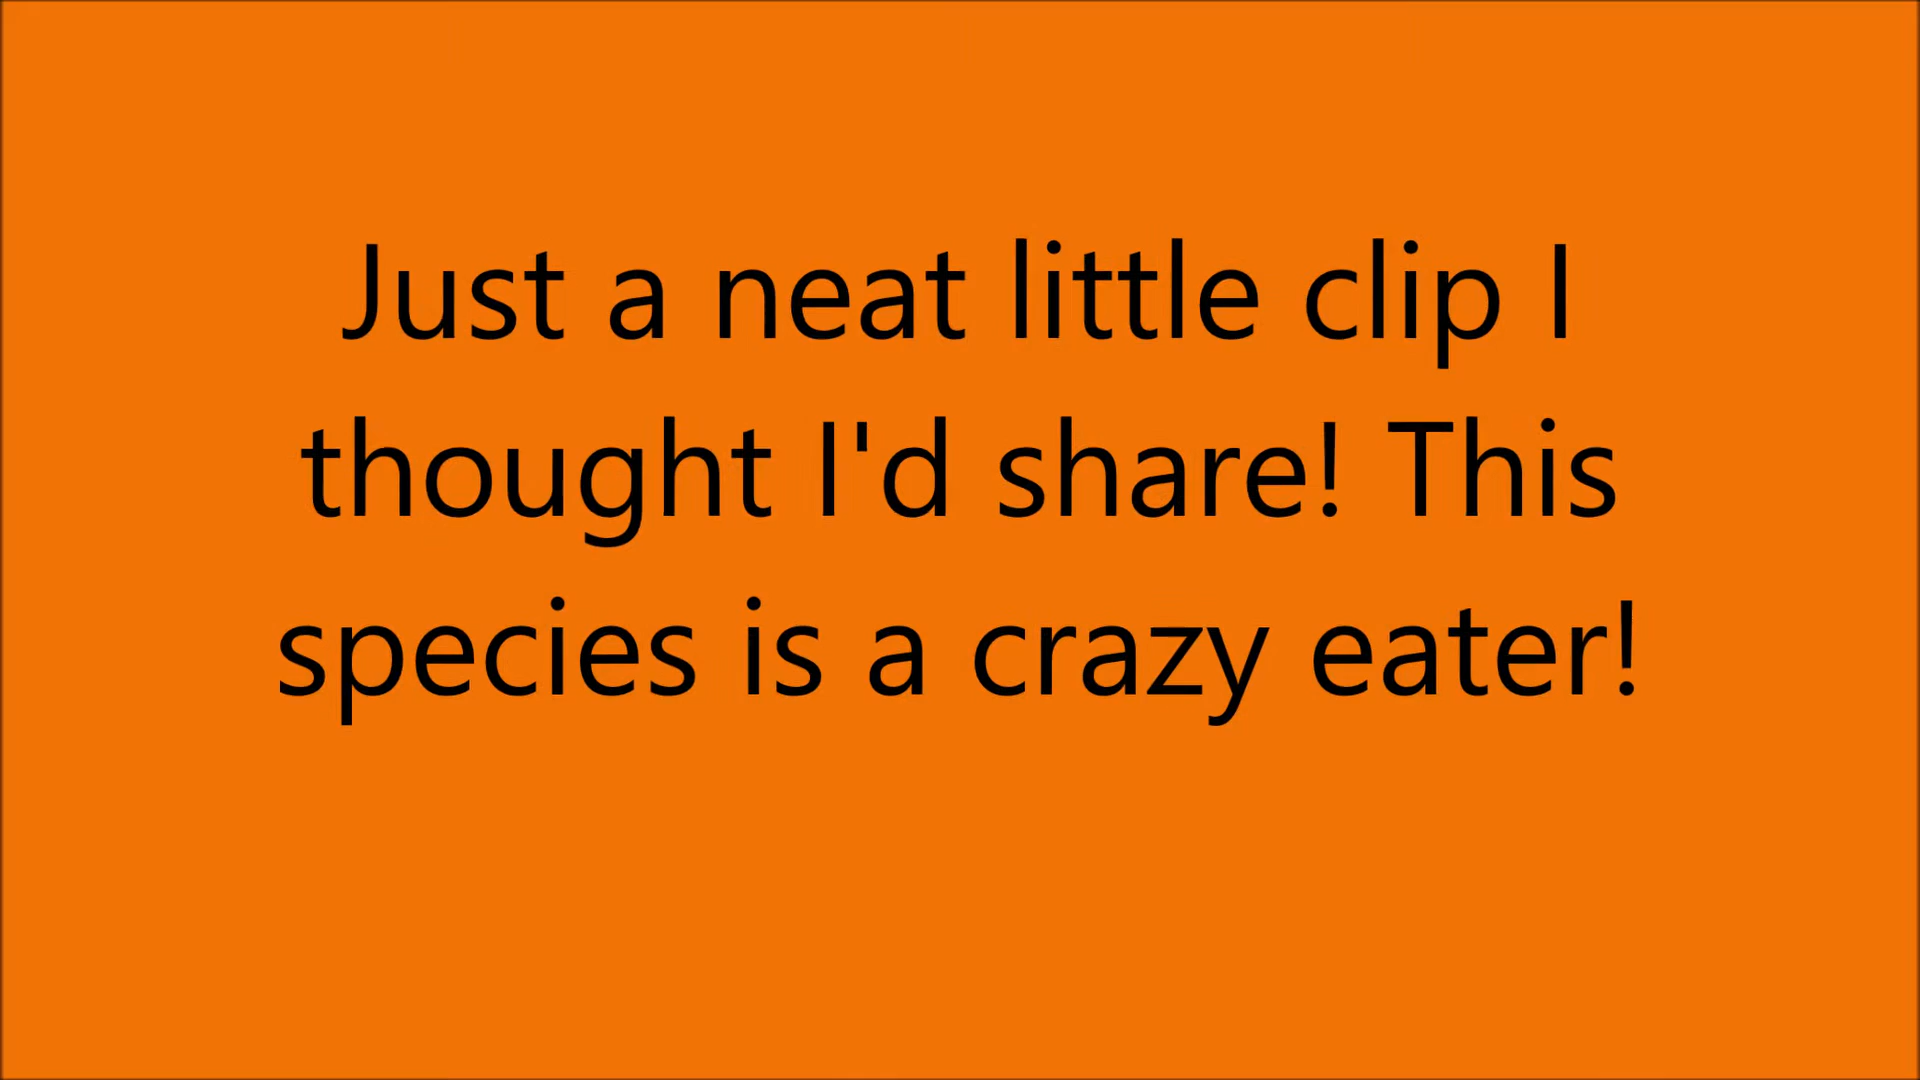 Just a neat little clip I
thought I'd share! This
species is a crazy eater!